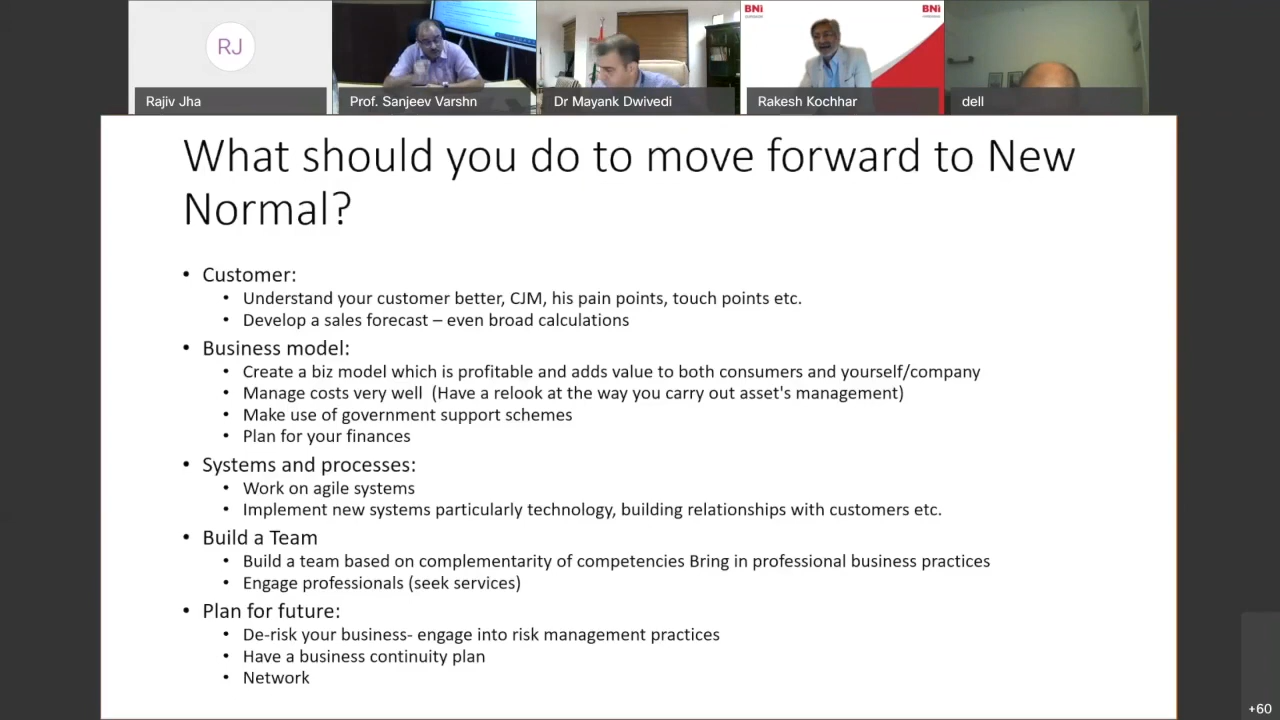 RJ
BNI
BNI
Rajiv Jha
Prof. Sanjeev Varshn
Dr Mayank Dwivedi
Rakesh Kochhar
dell
What should you do to move forward to New
Normal?
• Customer:
• Understand your customer better, CJM, his pain points, touch points etc.
• Develop a sales forecast – even broad calculations
• Business model:
• Create a biz model which is profitable and adds value to both consumers and yourself/company
• Manage costs very well (Have a relook at the way you carry out asset's management)
• Make use of government support schemes
• Plan for your finances
• Systems and processes:
• Work on agile systems
• Implement new systems particularly technology, building relationships with customers etc.
• Build a Team
• Build a team based on complementarity of competencies Bring in professional business practices
• Engage professionals (seek services)
• Plan for future:
• De-risk your business- engage into risk management practices
• Have a business continuity plan
• Network
+60